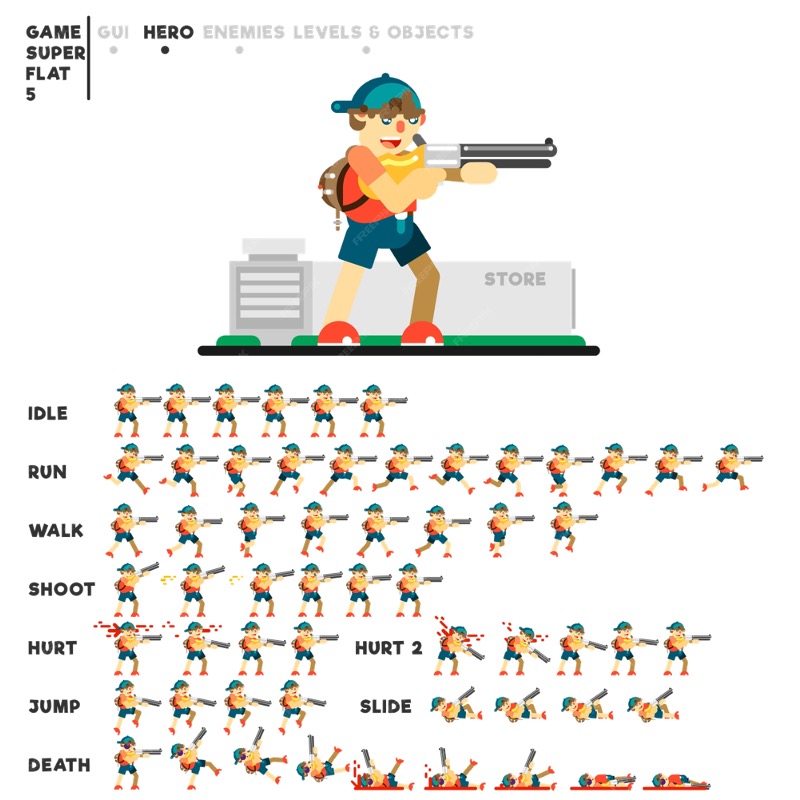 GAME
SUPER
FLAT
5
GUI HERO ENEMIES LEVELS & OBJECTS
STORE
IDLE
RUN
WALK
SHOOT
HURT HURT 2
JUMP SLIDE
DEATH